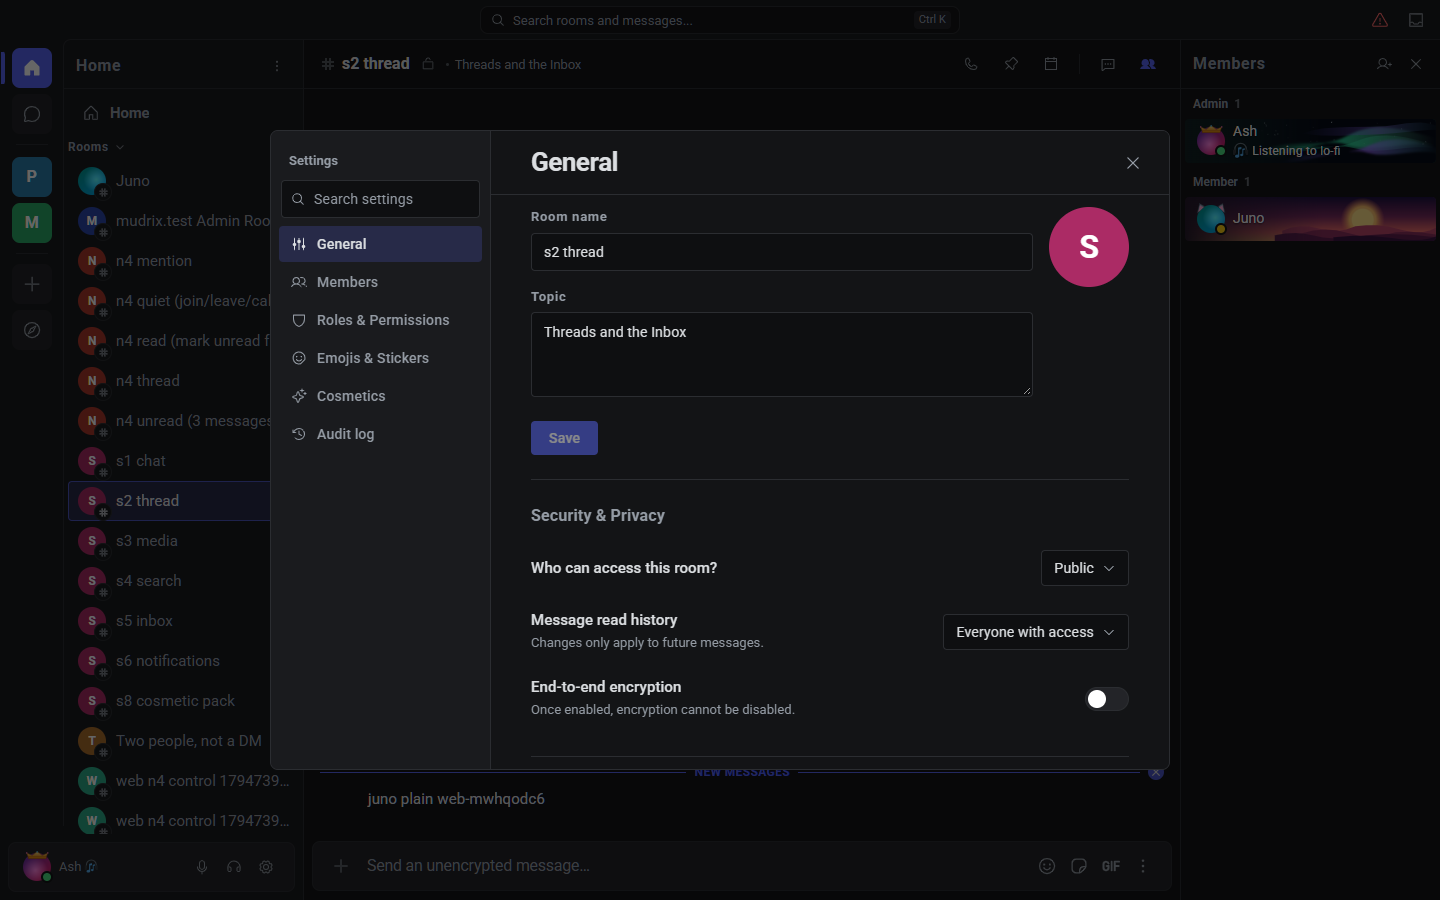 Search rooms and messages...
Ctrl K
Home
s2 thread
Threads and the Inbox
Members
Home
Rooms
Juno
mudrix.test Admin Roo
n4 mention
n4 quiet (join/leave/cal
n4 read (mark unread f
n4 thread
n4 unread (3 messages
s1 chat
s2 thread
s3 media
s4 search
s5 inbox
s6 notifications
s8 cosmetic pack
Two people, not a DM
web n4 control 1794739...
web n4 control 1794739...
P
M
M
N
N
N
N
N
S
S
S
S
S
S
S
T
W
W
Ash
Settings
Search settings
General
Members
Roles & Permissions
Emojis & Stickers
Cosmetics
Audit log
General
Room name
s2 thread
S
Topic
Threads and the Inbox
Save
Security & Privacy
Who can access this room?
Public
Message read history
Changes only apply to future messages.
Everyone with access
End-to-end encryption
Once enabled, encryption cannot be disabled.
NEW MESSAGES
juno plain web-mwhqodc6
Send an unencrypted message...
GIF
Admin 1
Ash
Listening to lo-fi
Member 1
Juno